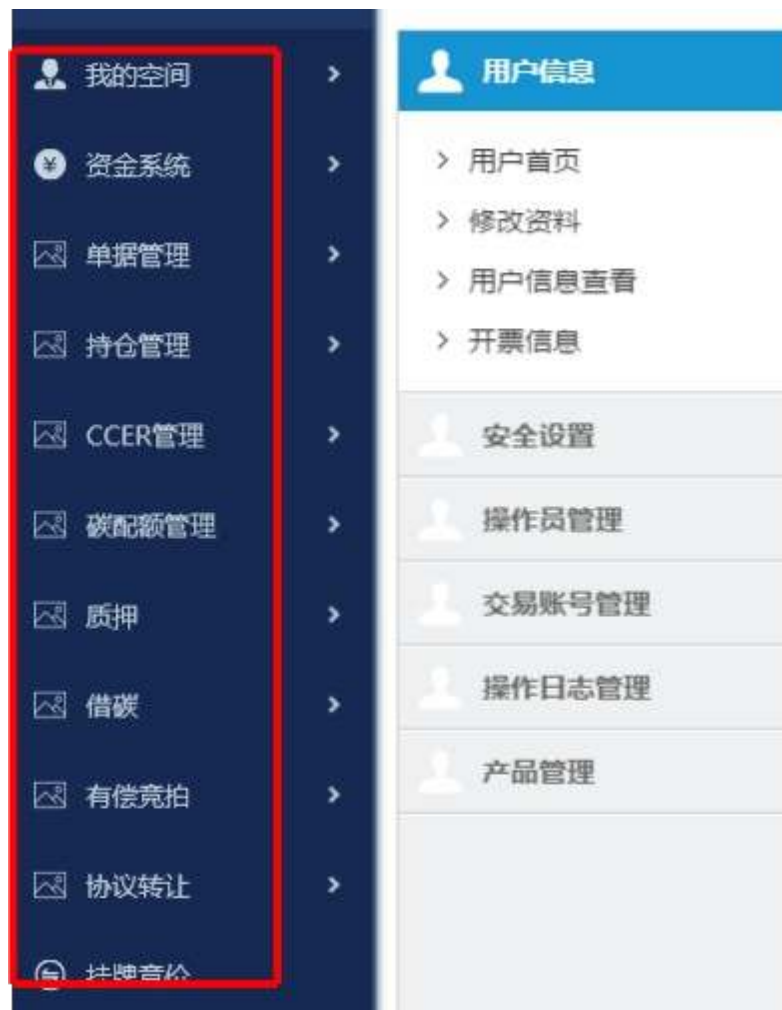 我的空间
资金系统
单据管理
持仓管理
CCER管理
碳配额管理
质押
借碳
有偿竞拍
协议转让
挂牌竞价
用户信息
用户首页
修改资料
用户信息查看
开票信息
安全设置
操作员管理
交易账号管理
操作日志管理
产品管理